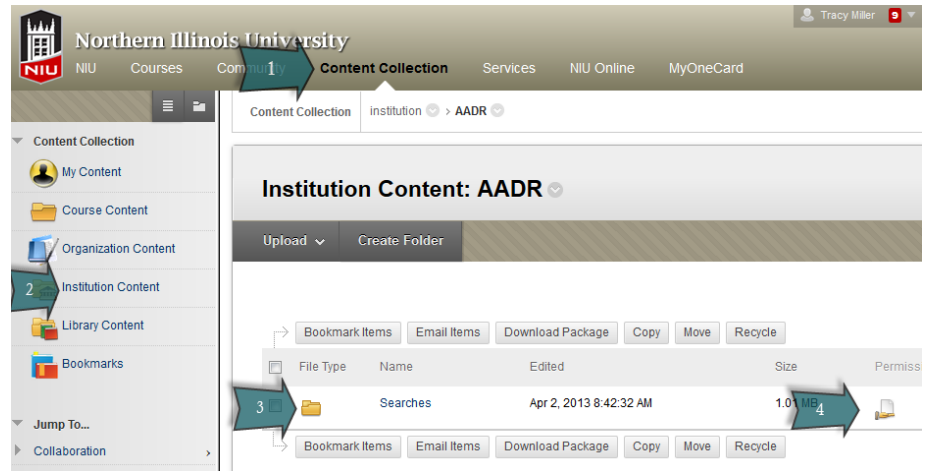 Tracy Miller 9
Northern Illinois University
NIU
NIU Courses Community 1 Content Collection Services NIU Online MyOneCard
Content Collection institution > AADR
Content Collection
My Content
Course Content
Organization Content
2 Institution Content
Library Content
Bookmarks
Jump To...
Collaboration
Institution Content: AADR
Upload Create Folder
Bookmark Items Email Items Download Package Copy Move Recycle
File Type Name Edited Size Permiss
3 Searches Apr 2, 2013 8:42:32 AM 1.01 MB 4
Bookmark Items Email Items Download Package Copy Move Recycle